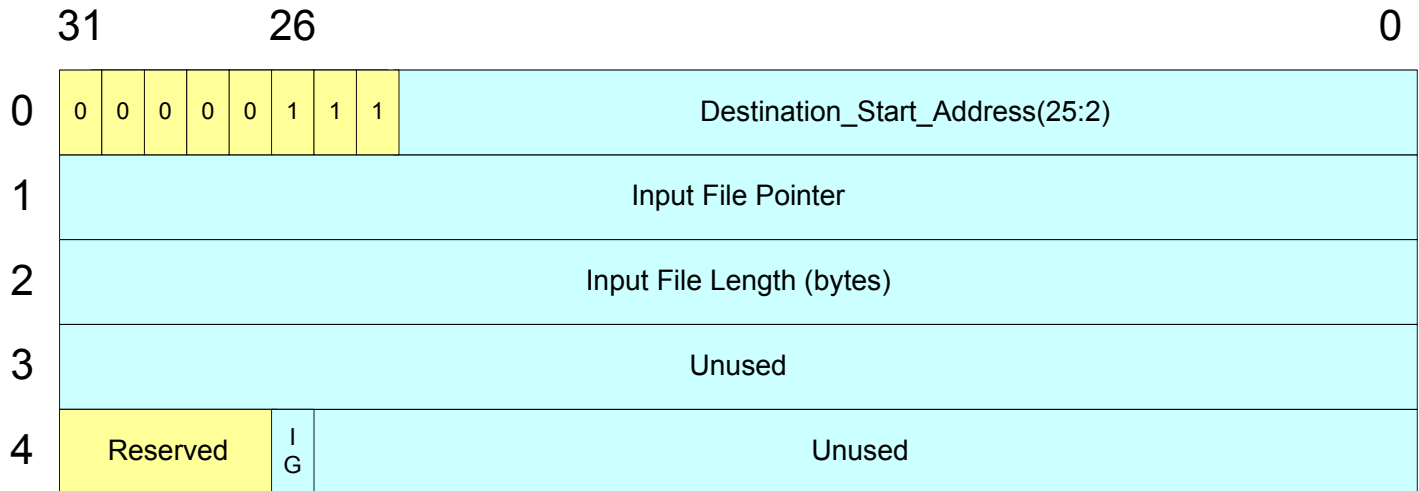 31 26 0
0 0 0 0 0 0 1 1 1 Destination_Start_Address(25:2)
1 Input File Pointer
2 Input File Length (bytes)
3 Unused
4 Reserved I G Unused